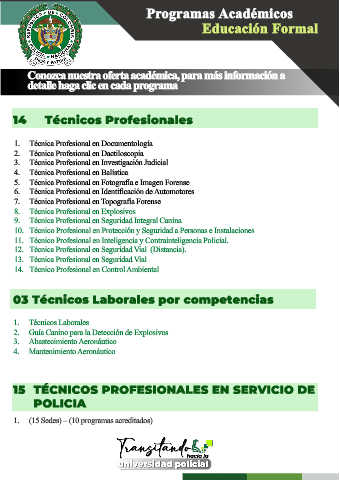 Programas Académicos
Educación Formal
Conozca nuestra oferta académica, para más información a
detalle haga clic en cada programa
14 Técnicos Profesionales
1. Técnica Profesional en Documentología
2. Técnica Profesional en Dactiloscopia
3. Técnica Profesional en Investigación Judicial
4. Técnica Profesional en Balística
5. Técnica Profesional en Fotografía e Imagen Forense
6. Técnica Profesional en Identificación de Automotores
7. Técnica Profesional en Topografía Forense
8. Técnica Profesional en Explosivos
9. Técnica Profesional en Seguridad Integral Canina
10. Técnica Profesional en Protección y Seguridad a Personas e Instalaciones
11. Técnica Profesional en Inteligencia y Contrainteligencia Policial.
12. Técnica Profesional en Seguridad Vial (Distancia).
13. Técnica Profesional en Seguridad Vial
14. Técnica Profesional en Control Ambiental
03 Técnicos Laborales por competencias
1. Técnicos Laborales
2. Guía Canino para la Detección de Explosivos
3. Abastecimiento Aeronáutico
4. Mantenimiento Aeronáutico
15 TÉCNICOS PROFESIONALES EN SERVICIO DE
POLICIA
1. (15 Sedes) – (10 programas acreditados)
Transitando
hacia la
universidad policial